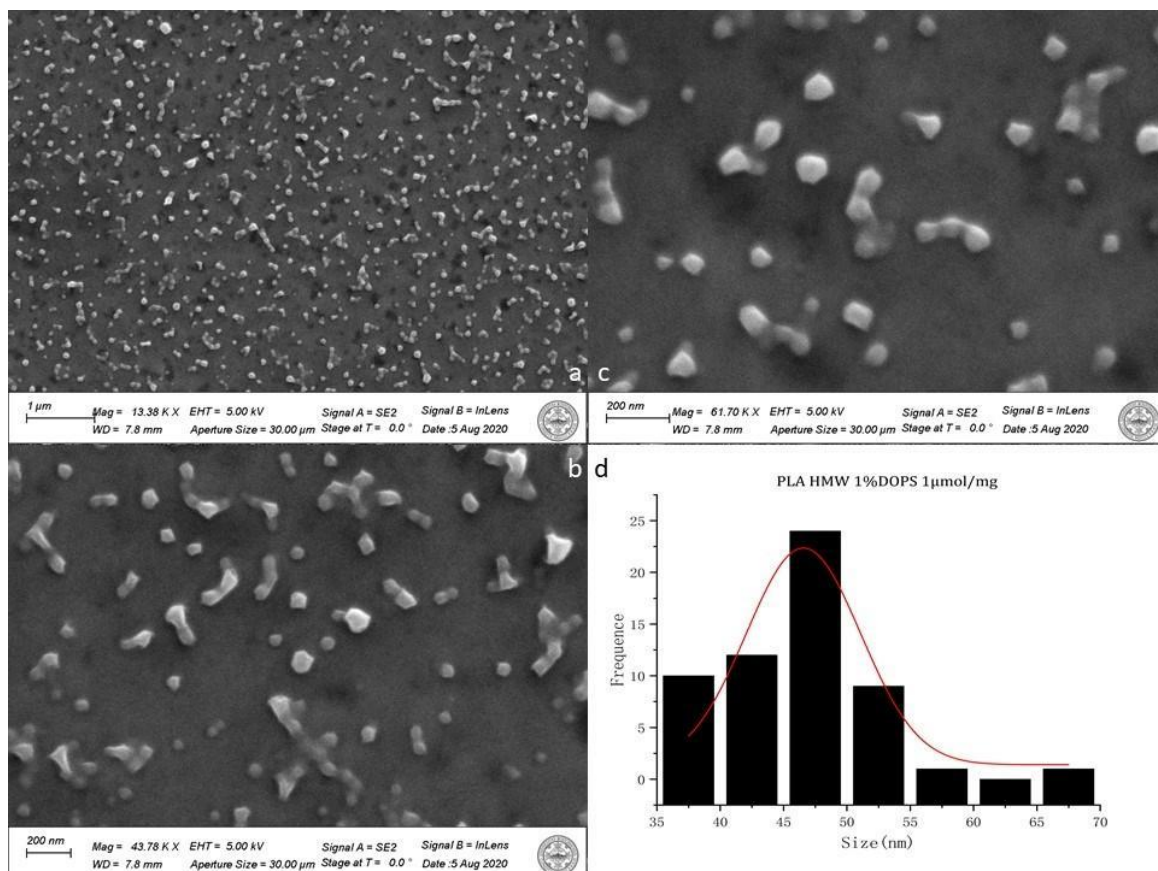 a
1 µm
Mag = 13.38 K X EHT = 5.00 kV Signal A = SE2 Signal B = InLens
WD = 7.8 mm Aperture Size = 30.00 µm Stage at T = 0.0 ° Date :5 Aug 2020
c
200 nm
Mag = 61.70 K X EHT = 5.00 kV Signal A = SE2 Signal B = InLens
WD = 7.8 mm Aperture Size = 30.00 µm Stage at T = 0.0 ° Date :5 Aug 2020
b
200 nm
Mag = 43.78 K X EHT = 5.00 kV Signal A = SE2 Signal B = InLens
WD = 7.8 mm Aperture Size = 30.00 µm Stage at T = 0.0 ° Date :5 Aug 2020
d
PLA HMW 1%DOPS 1µmol/mg
Frequence
25
20
15
10
5
0
35 40 45 50 55 60 65 70
Size(nm)